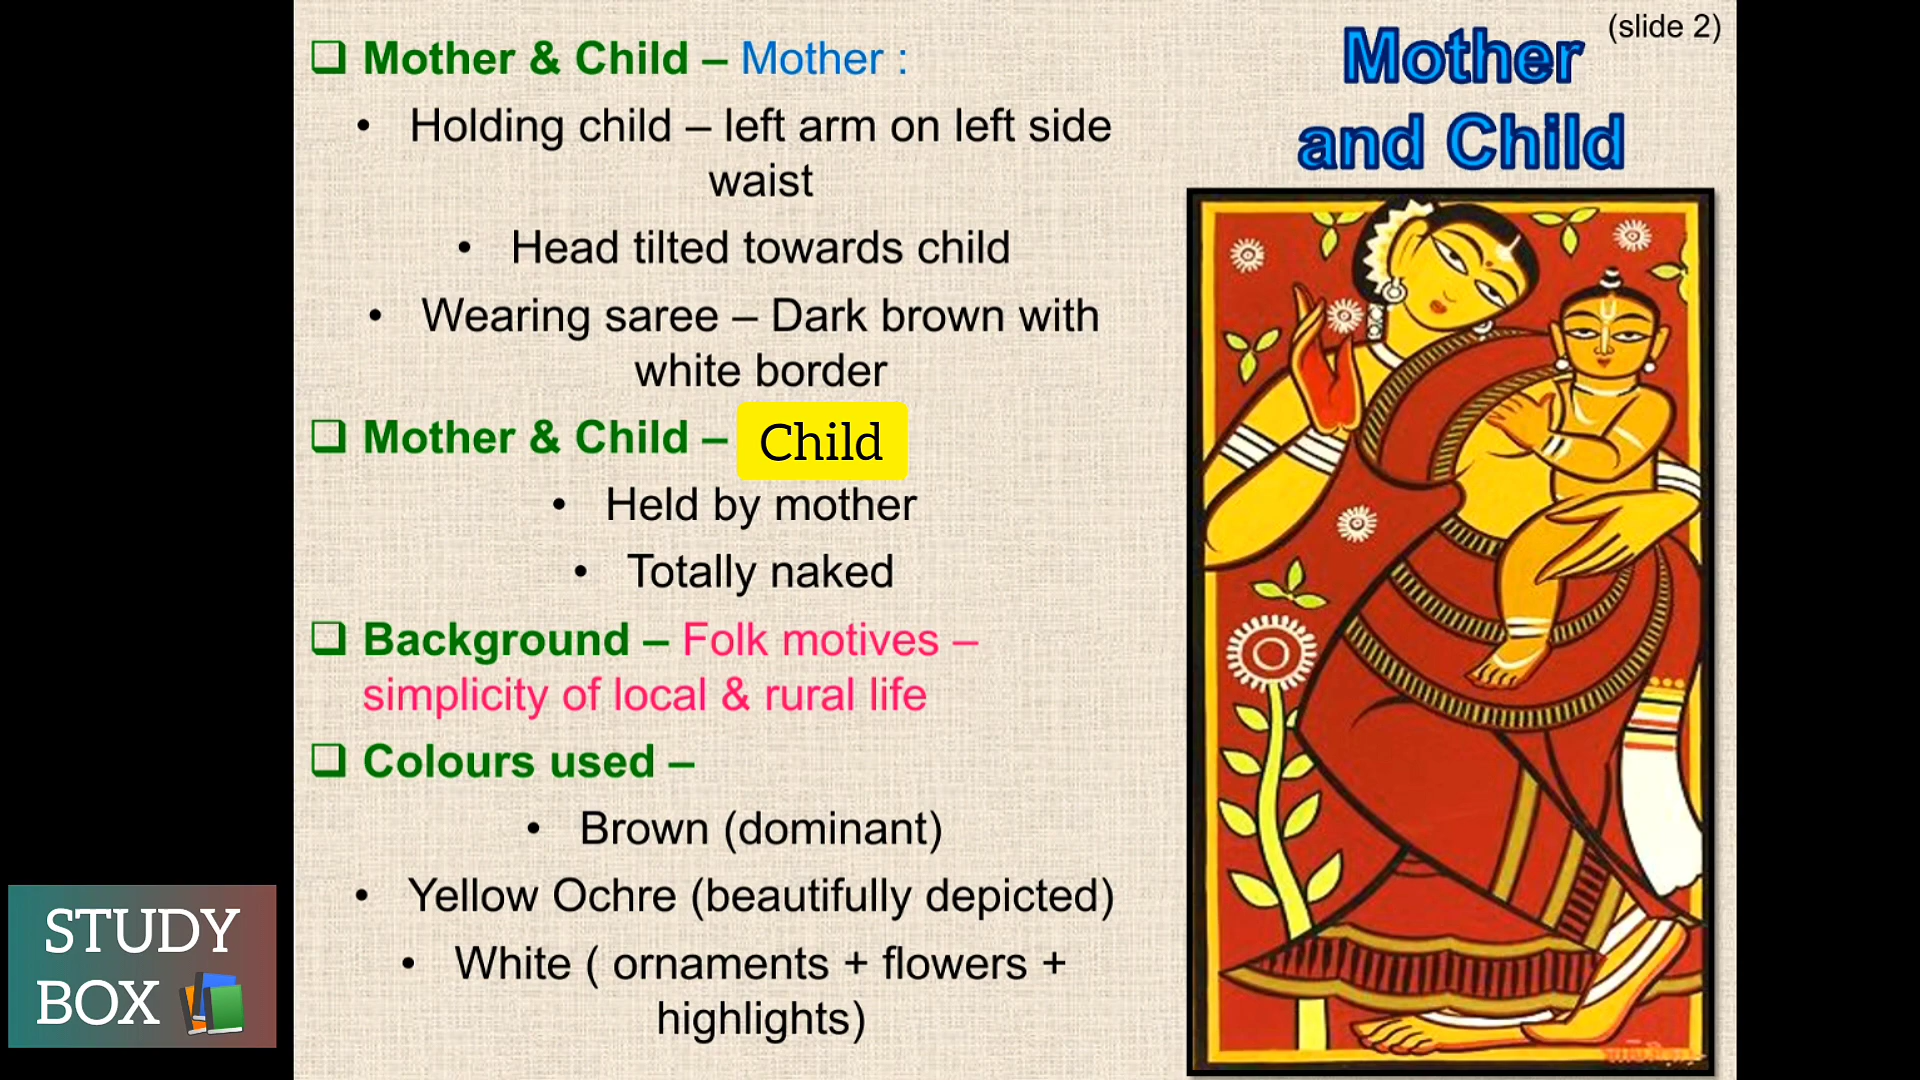 (slide 2)
Mother
and Child
❑ Mother & Child – Mother :
• Holding child – left arm on left side
waist
• Head tilted towards child
• Wearing saree – Dark brown with
white border
❑ Mother & Child – Child
• Held by mother
• Totally naked
❑ Background – Folk motives –
simplicity of local & rural life
❑ Colours used –
• Brown (dominant)
• Yellow Ochre (beautifully depicted)
• White ( ornaments + flowers +
highlights)
STUDY
BOX